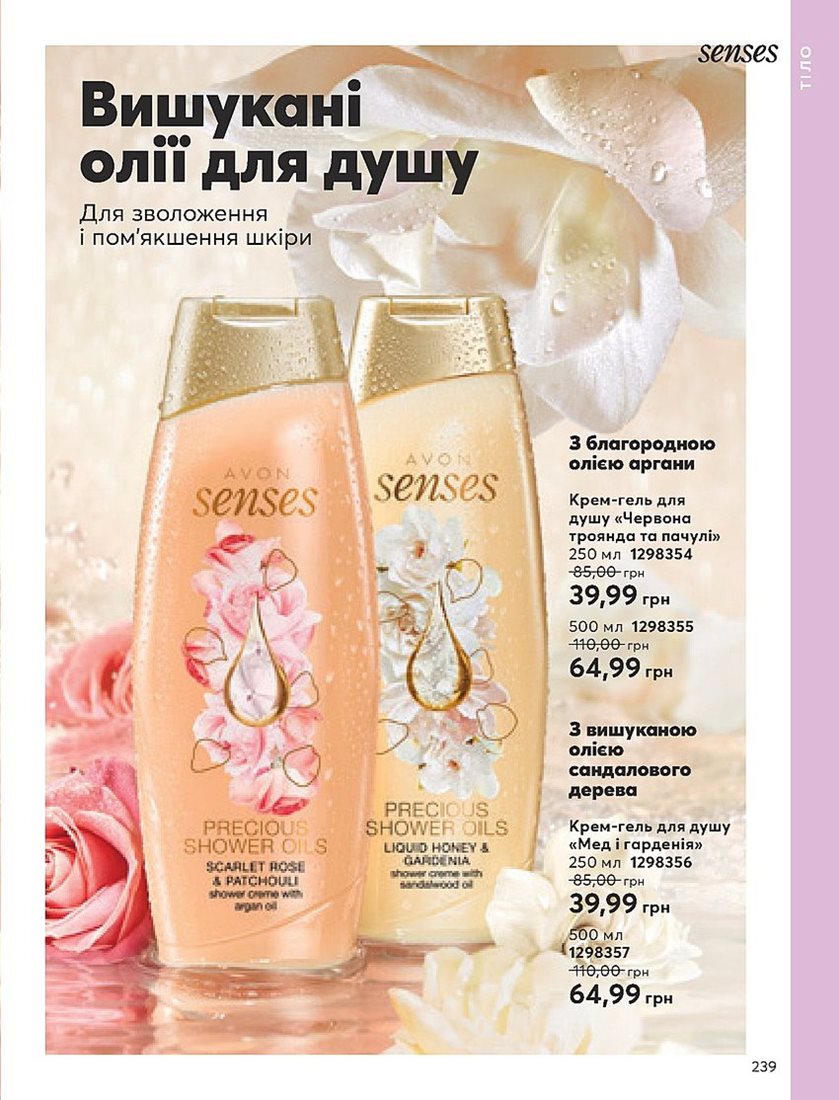 senses
ТІЛО
Вишукані
олії для душу
Для зволоження
і пом'якшення шкіри
AVON
senses
PRECIOUS
SHOWER OILS
SCARLET ROSE
& PATCHOULI
shower creme with
argan oil
AVON
senses
PRECIOUS
SHOWER OILS
LIQUID HONEY &
GARDENIA
shower creme with
sandalwood oil
З благородною
олією аргани
Крем-гель для
душу «Червона
троянда та пачулі»
250 мл 1298354
85,00 грн
39,99 грн
500 мл 1298355
110,00 грн
64,99 грн
З вишуканою
олією
сандалового
дерева
Крем-гель для душу
«Мед і гарденія»
250 мл 1298356
85,00 грн
39,99 грн
500 мл
1298357
110,00 грн
64,99 грн
239